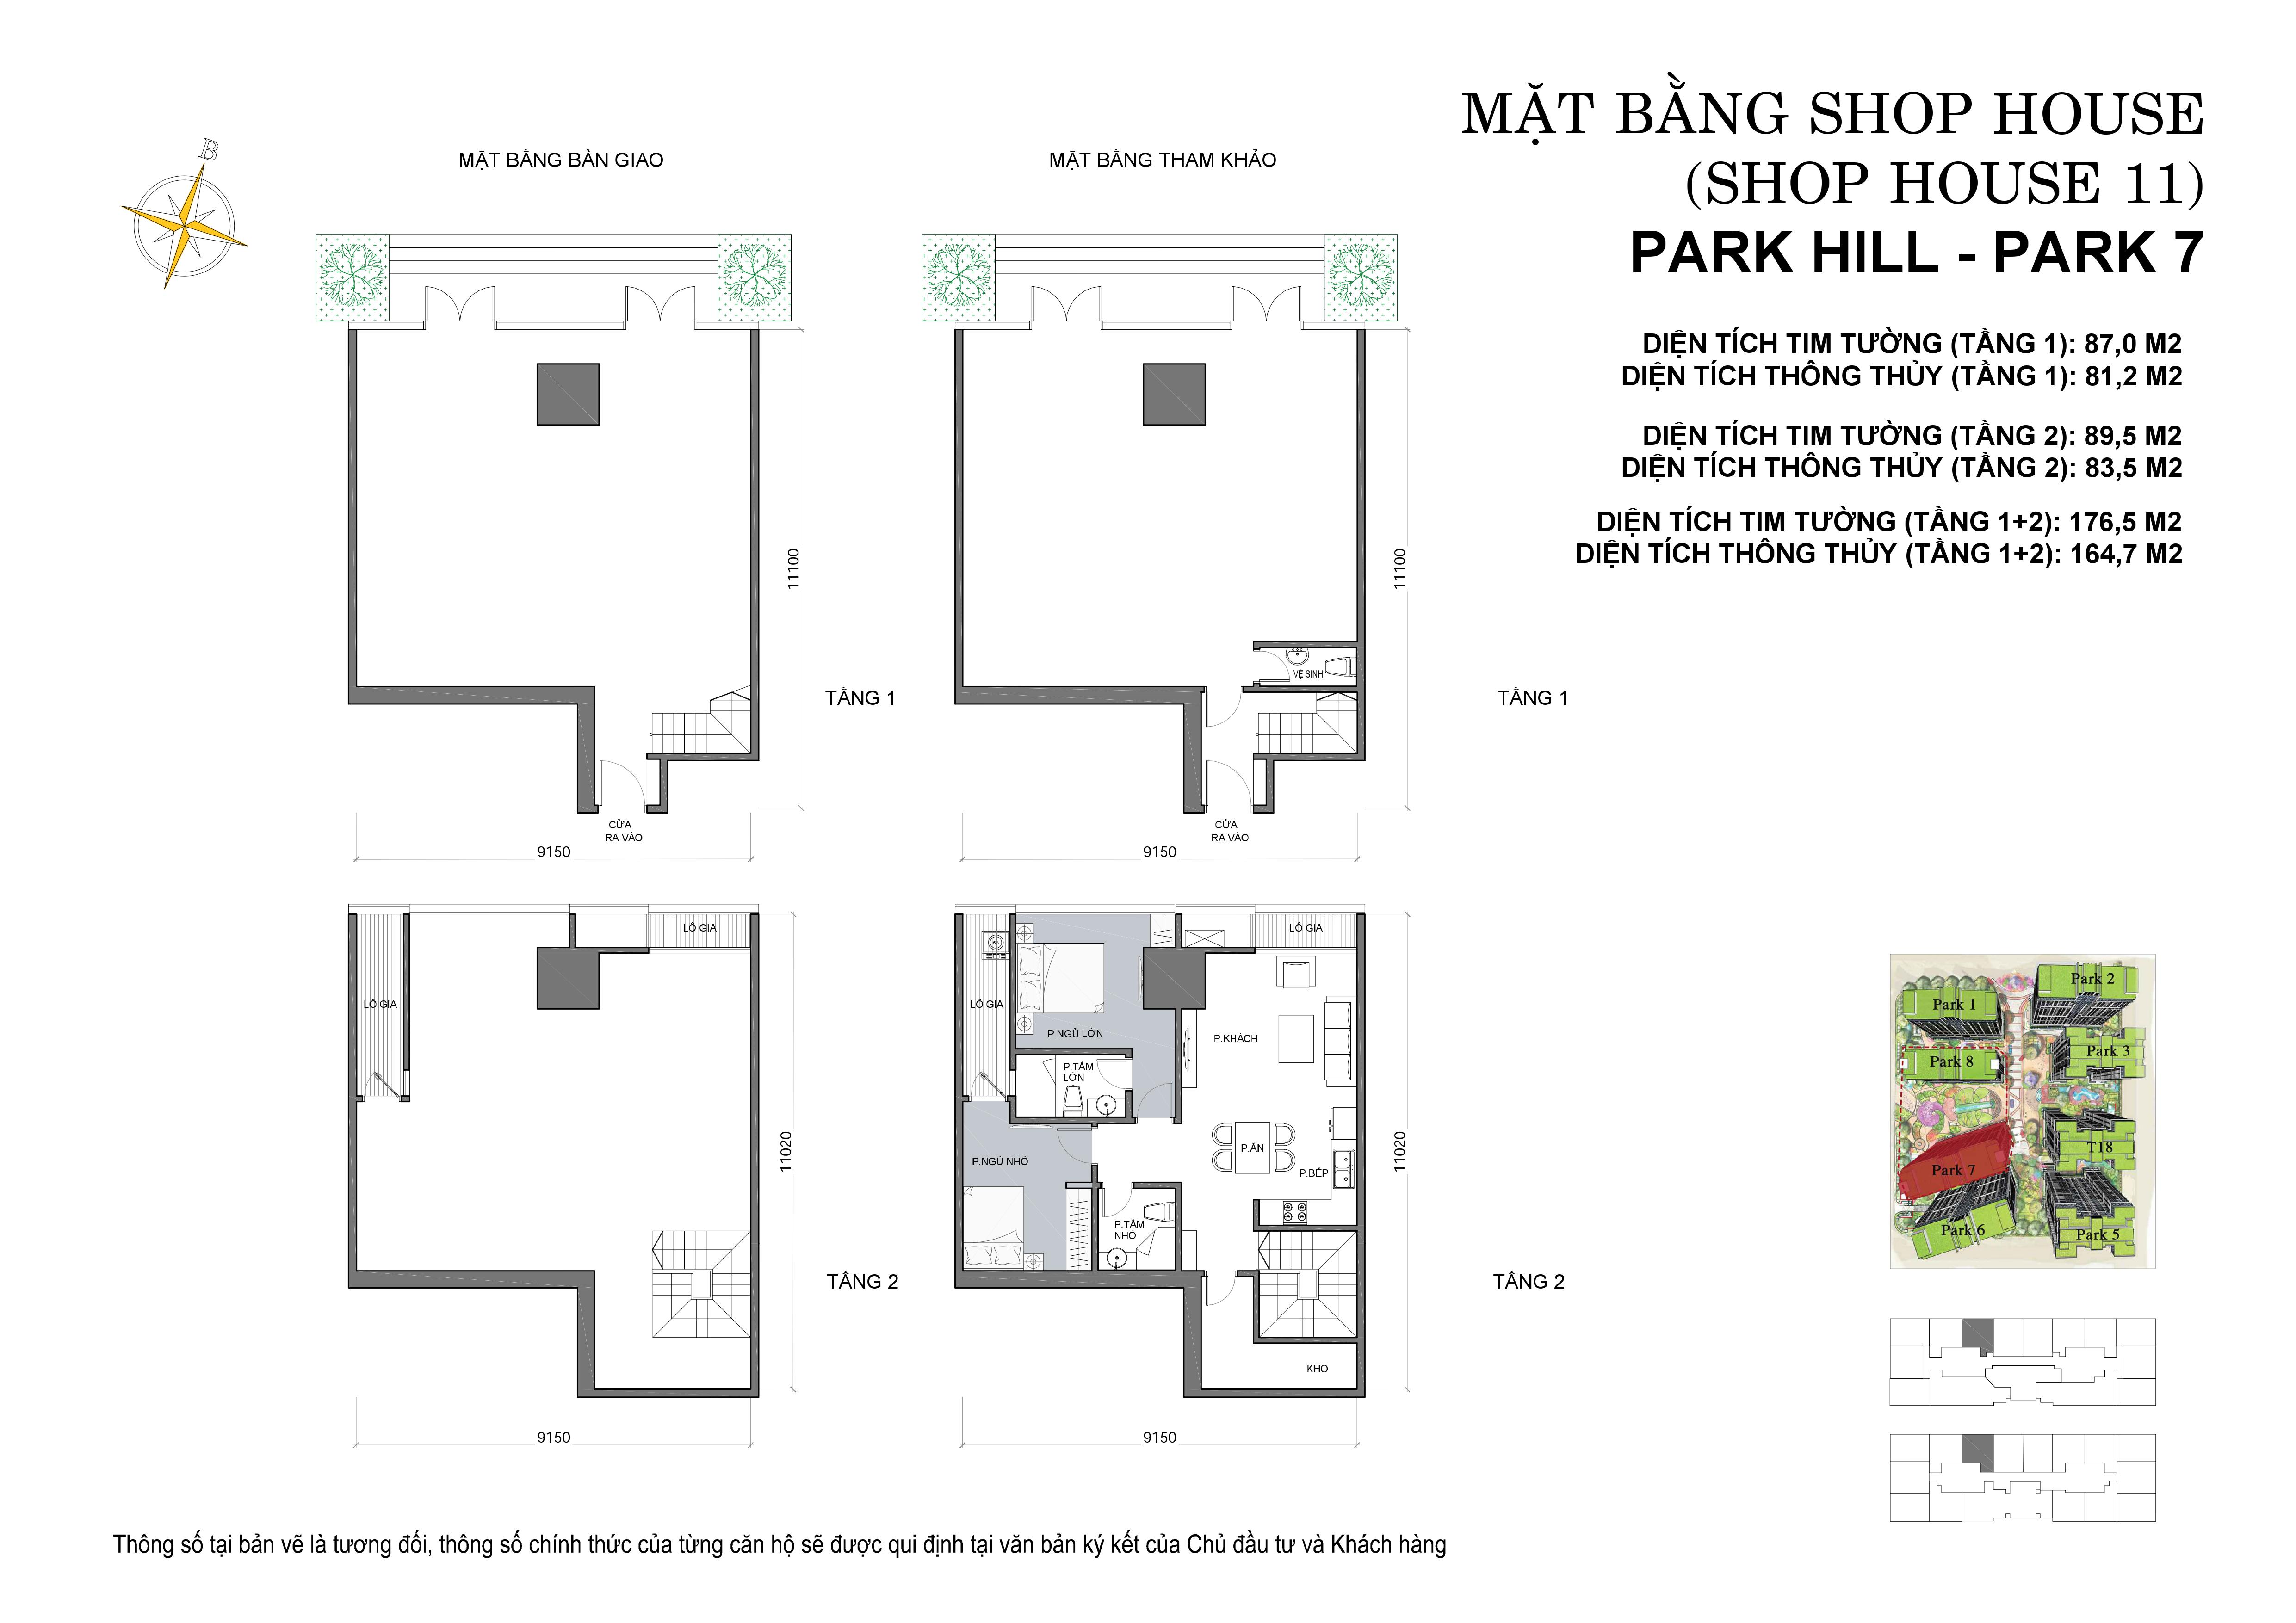 MẶT BẰNG SHOP HOUSE
(SHOP HOUSE 11)
PARK HILL - PARK 7
DIỆN TÍCH TIM TƯỜNG (TẦNG 1): 87,0 M2
DIỆN TÍCH THÔNG THỦY (TẦNG 1): 81,2 M2
DIỆN TÍCH TIM TƯỜNG (TẦNG 2): 89,5 M2
DIỆN TÍCH THÔNG THỦY (TẦNG 2): 83,5 M2
DIỆN TÍCH TIM TƯỜNG (TẦNG 1+2): 176,5 M2
DIỆN TÍCH THÔNG THỦY (TẦNG 1+2): 164,7 M2
B
MẶT BẰNG BÀN GIAO
11100
TẦNG 1
CỬA
RA VÀO
9150
MẶT BẰNG THAM KHẢO
11100
VỆ SINH
TẦNG 1
CỬA
RA VÀO
9150
LÔ GIA
LÔ GIA
11020
TẦNG 2
9150
LÔ GIA
LÔ GIA
P.NGỦ LỚN
P.KHÁCH
P.TẮM
LỚN
P.ĂN
P.BẾP
P.NGỦ NHỎ
P.TẮM
NHỎ
11020
TẦNG 2
KHO
9150
Park 1
Park 2
Park 3
Park 8
T18
Park 7
Park 6
Park 5
Thông số tại bản vẽ là tương đối, thông số chính thức của từng căn hộ sẽ được qui định tại văn bản ký kết của Chủ đầu tư và Khách hàng